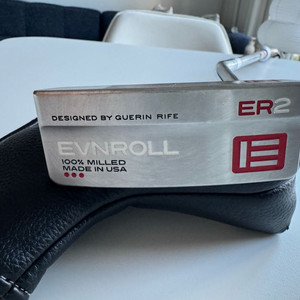 DESIGNED BY GUERIN RIFE
ER2
EVNROLL
100% MILLED
MADE IN USA